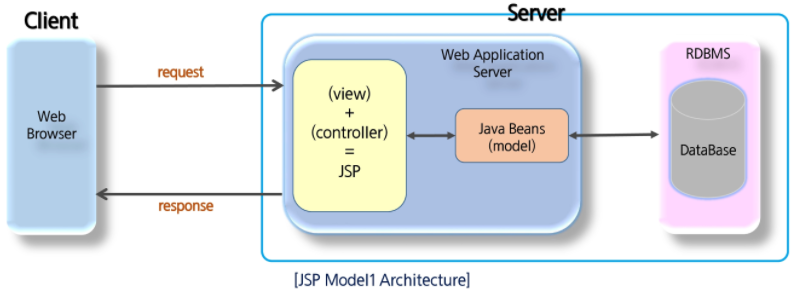 Client
Server
Web
Browser
request
response
(view)
+
(controller)
=
JSP
Web Application
Server
Java Beans
(model)
RDBMS
DataBase
[JSP Model1 Architecture]